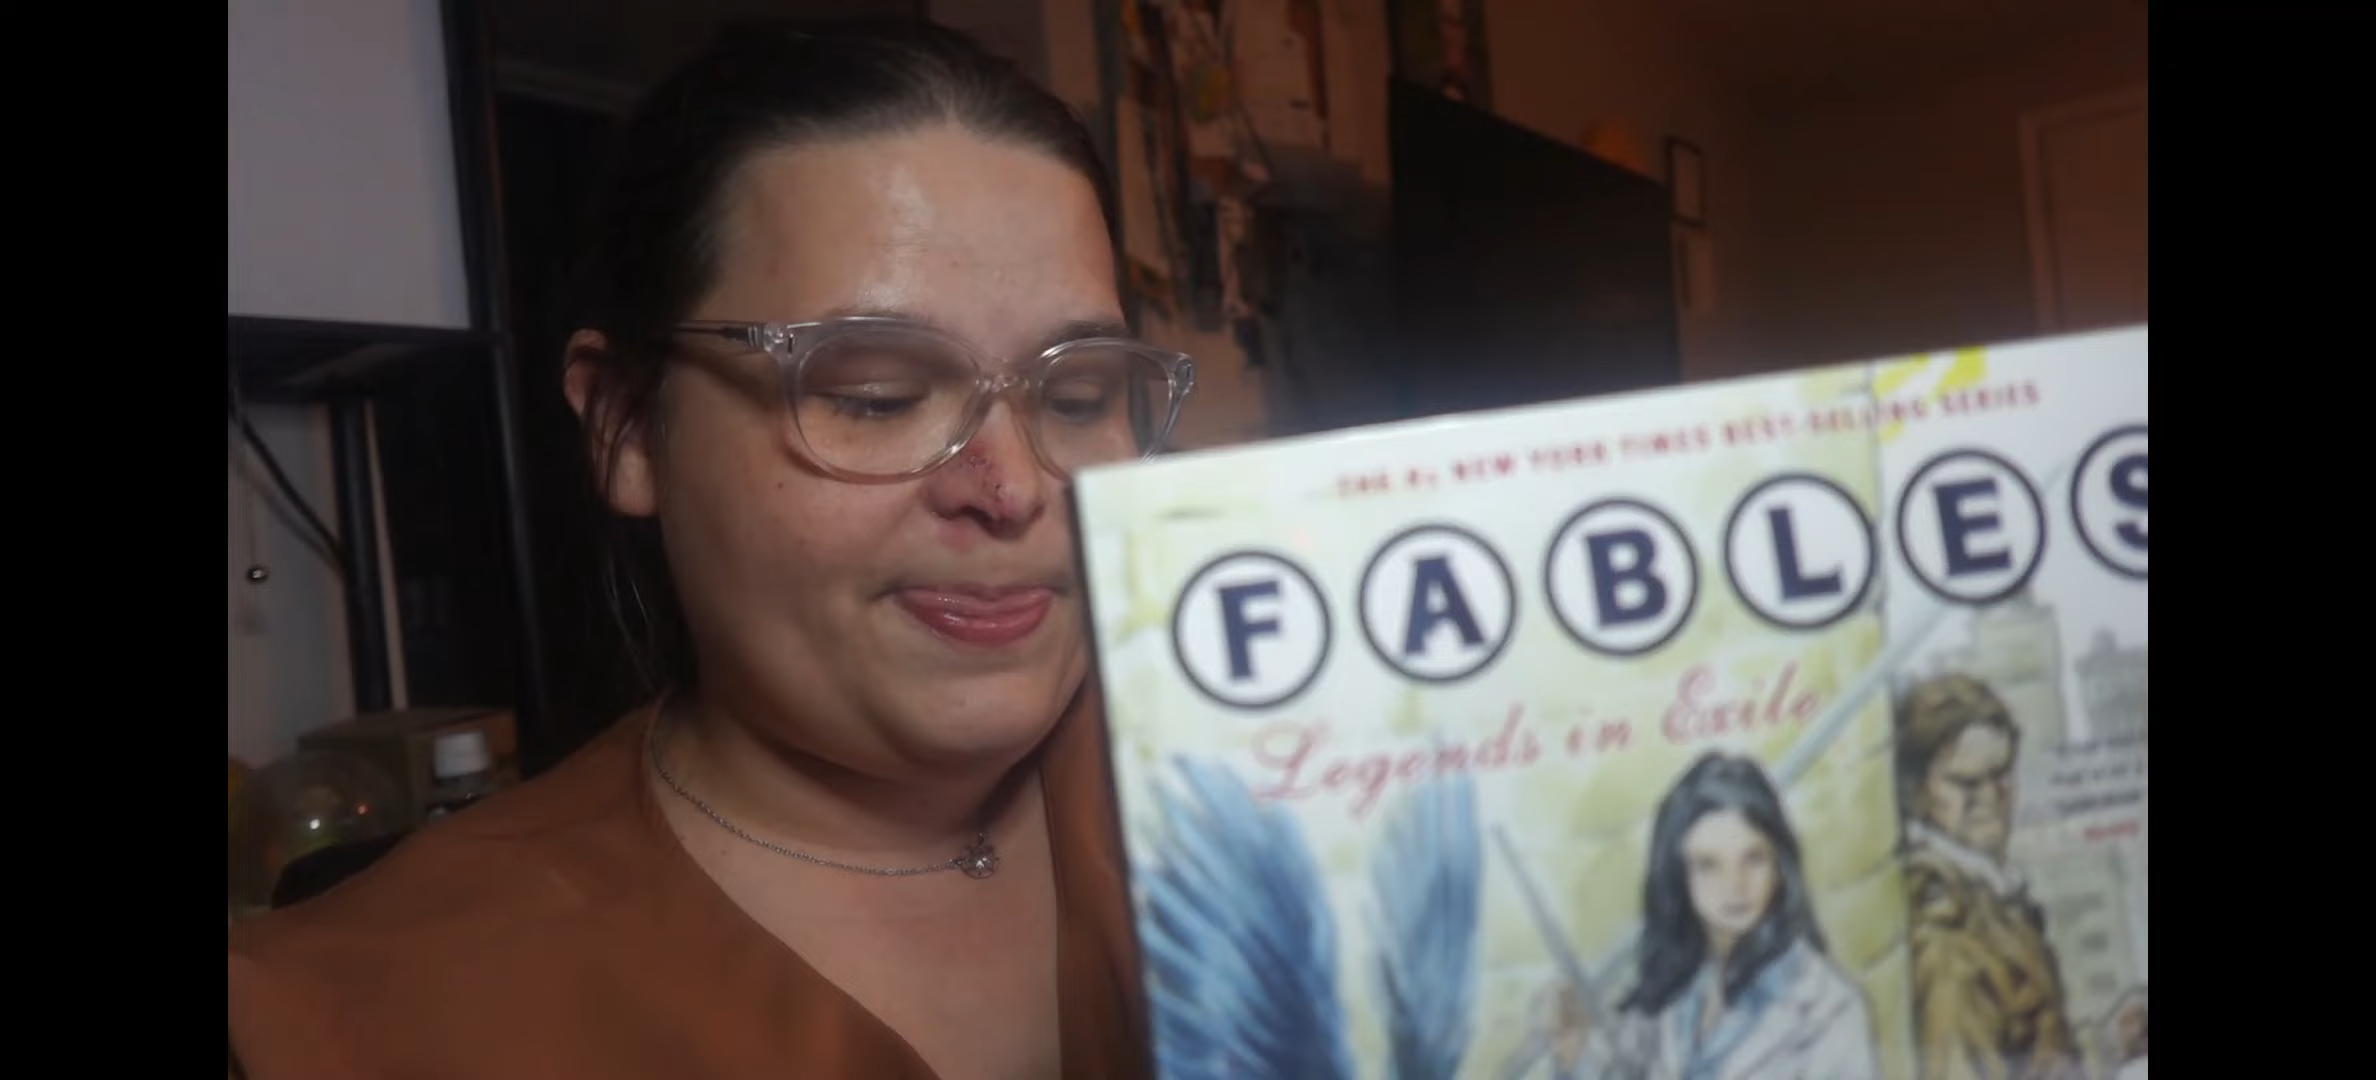 THE #1 NEW YORK TIMES BEST-SELLING SERIES
FABLES
Legends in Exile